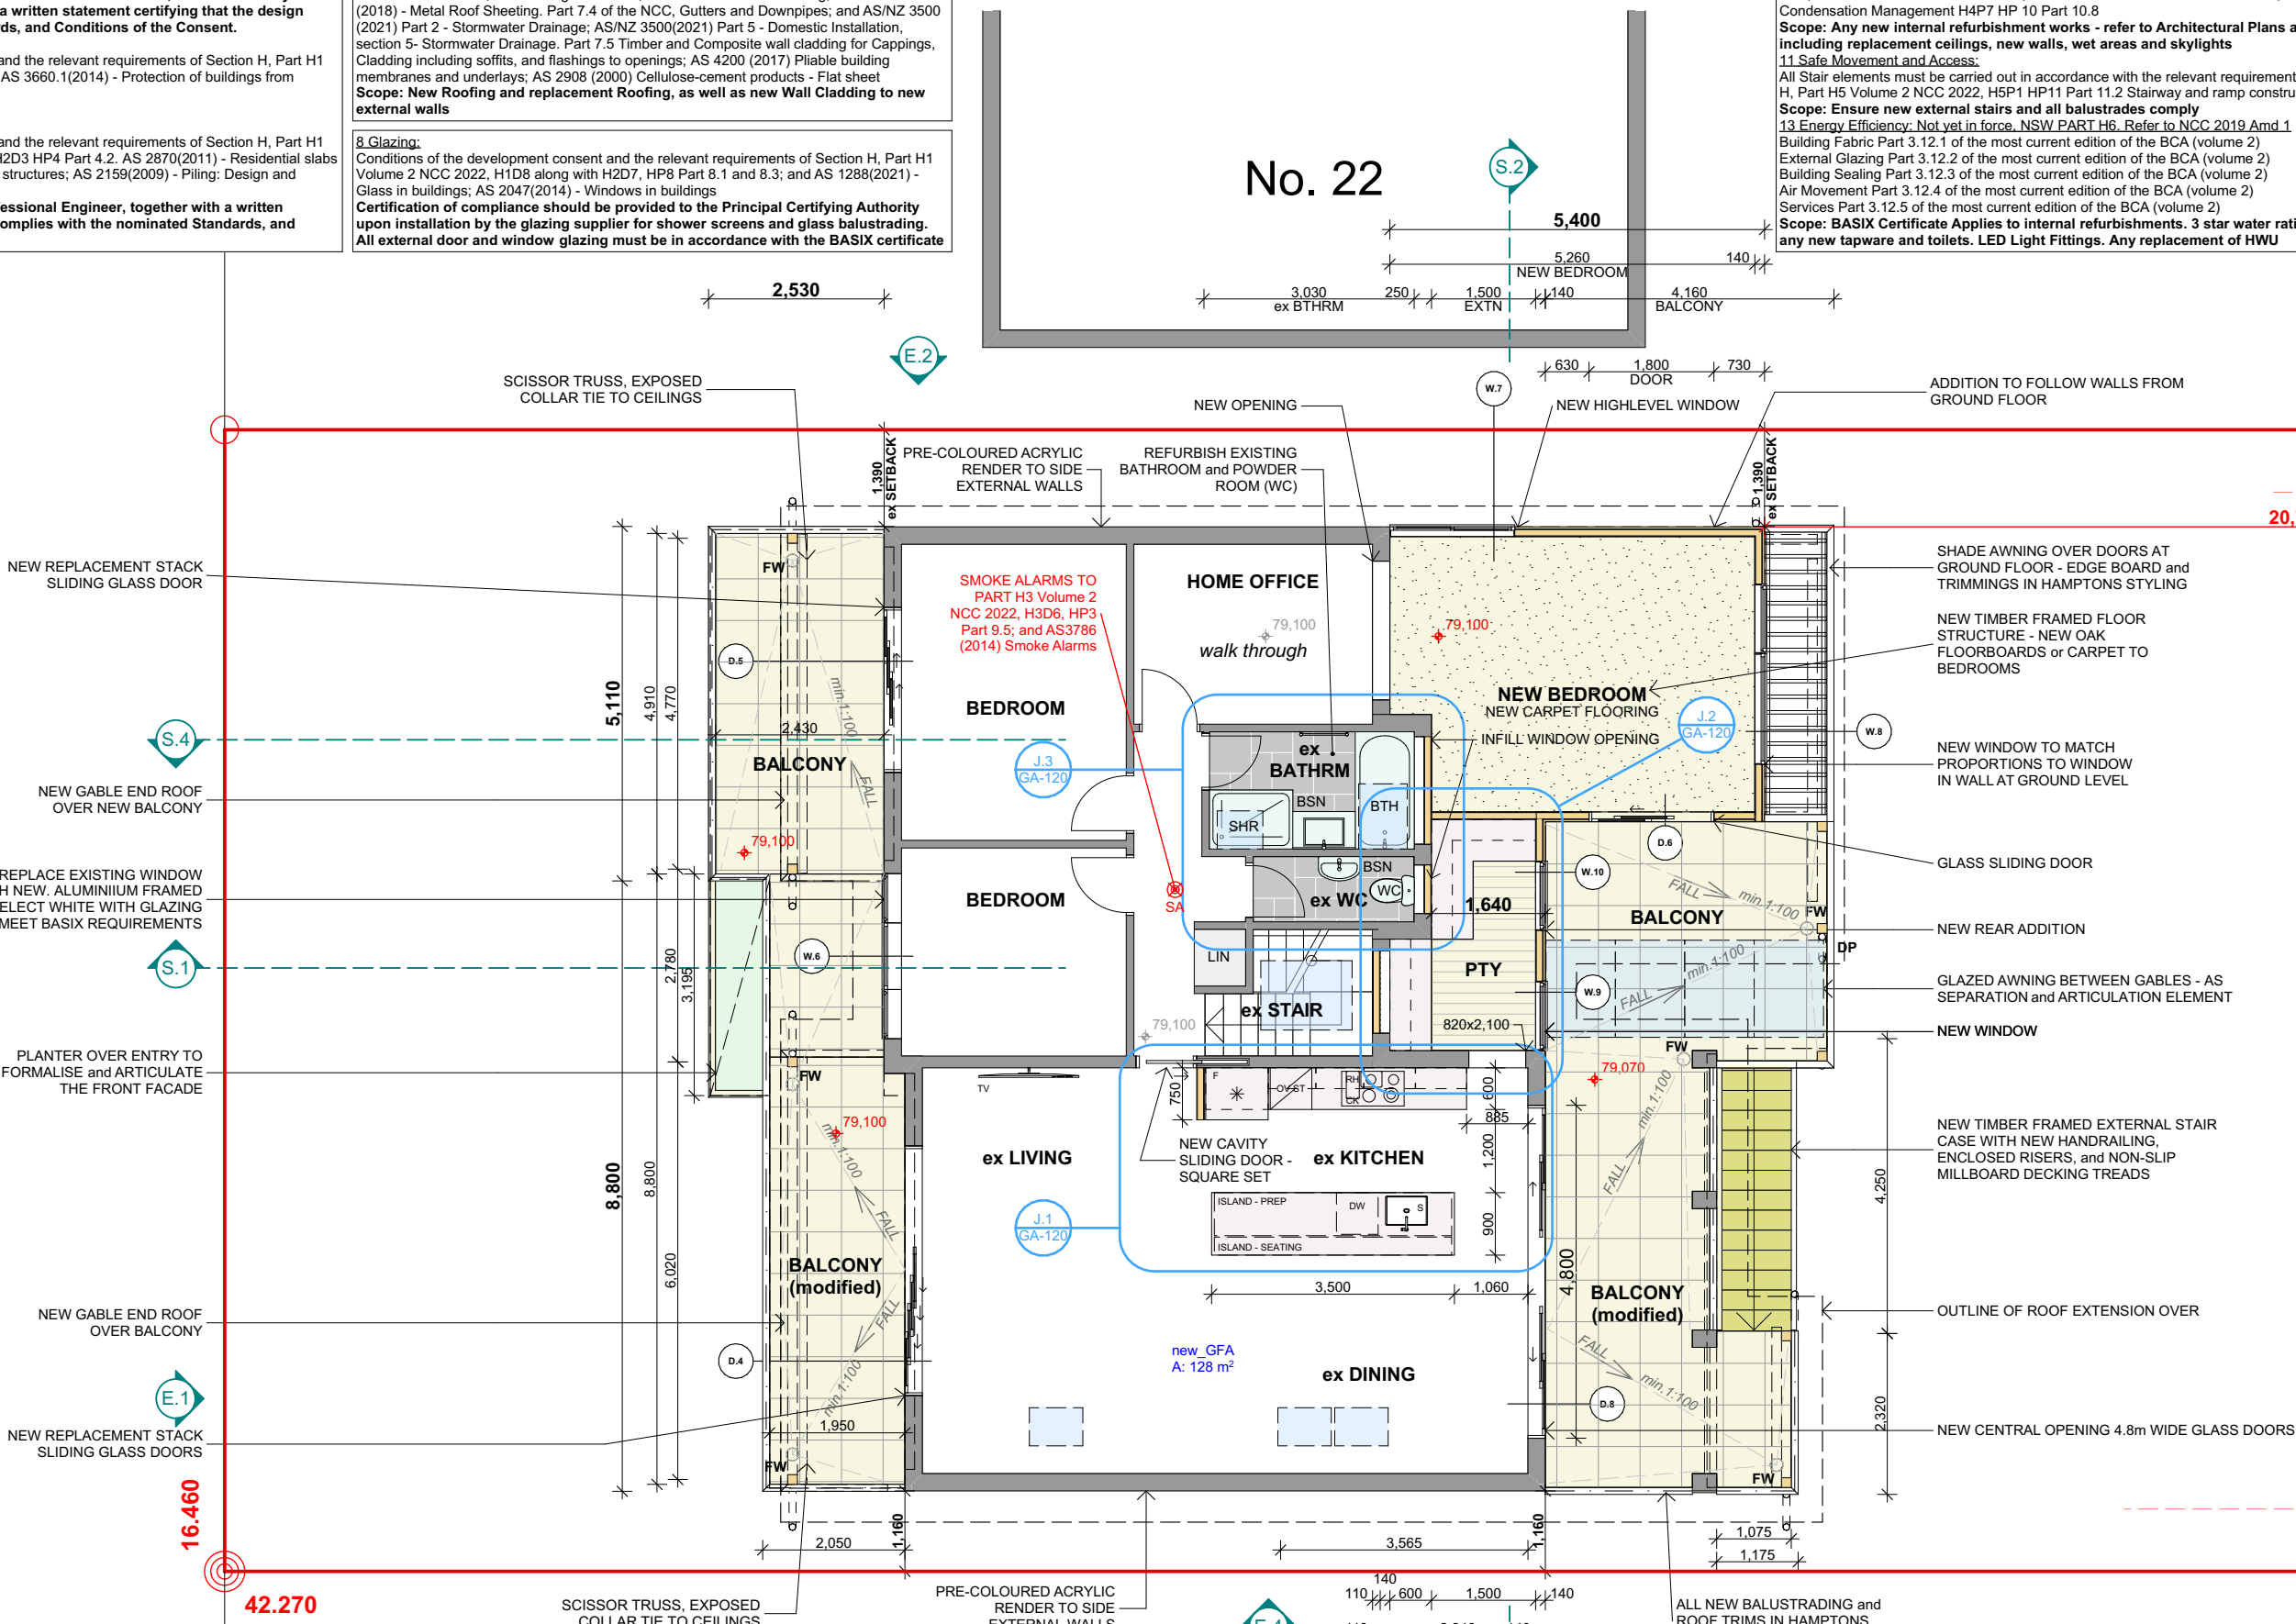 a written statement certifying that the design
ds, and Conditions of the Consent.
and the relevant requirements of Section H, Part H1
AS 3660.1(2014) - Protection of buildings from
and the relevant requirements of Section H, Part H1
H2D3 HP4 Part 4.2. AS 2870(2011) - Residential slabs
structures; AS 2159(2009) - Piling: Design and
fessional Engineer, together with a written
omplies with the nominated Standards, and
(2018) - Metal Roof Sheeting. Part 7.4 of the NCC, Gutters and Downpipes; and AS/NZ 3500
(2021) Part 2 - Stormwater Drainage; AS/NZ 3500(2021) Part 5 - Domestic Installation,
section 5- Stormwater Drainage. Part 7.5 Timber and Composite wall cladding for Cappings,
Cladding including soffits, and flashings to openings; AS 4200 (2017) Pliable building
membranes and underlays; AS 2908 (2000) Cellulose-cement products - Flat sheet
Scope: New Roofing and replacement Roofing, as well as new Wall Cladding to new
external walls
8 Glazing:
Conditions of the development consent and the relevant requirements of Section H, Part H1
Volume 2 NCC 2022, H1D8 along with H2D7, HP8 Part 8.1 and 8.3; and AS 1288(2021) -
Glass in buildings; AS 2047(2014) - Windows in buildings
Certification of compliance should be provided to the Principal Certifying Authority
upon installation by the glazing supplier for shower screens and glass balustrading.
All external door and window glazing must be in accordance with the BASIX certificate
Condensation Management H4P7 HP 10 Part 10.8
Scope: Any new internal refurbishment works - refer to Architectural Plans a
including replacement ceilings, new walls, wet areas and skylights
11 Safe Movement and Access:
All Stair elements must be carried out in accordance with the relevant requirement
H, Part H5 Volume 2 NCC 2022, H5P1 HP11 Part 11.2 Stairway and ramp constru
Scope: Ensure new external stairs and all balustrades comply
13 Energy Efficiency: Not yet in force, NSW PART H6. Refer to NCC 2019 Amd 1
Building Fabric Part 3.12.1 of the most current edition of the BCA (volume 2)
External Glazing Part 3.12.2 of the most current edition of the BCA (volume 2)
Building Sealing Part 3.12.3 of the most current edition of the BCA (volume 2)
Air Movement Part 3.12.4 of the most current edition of the BCA (volume 2)
Services Part 3.12.5 of the most current edition of the BCA (volume 2)
Scope: BASIX Certificate Applies to internal refurbishments. 3 star water rati
any new tapware and toilets. LED Light Fittings. Any replacement of HWU
No. 22
S.2
5,400
5,260
140
NEW BEDROOM
2,530
3,030
ex BTHRM
250
1,500
EXTN
140
4,160
BALCONY
E.2
630
1,800
DOOR
730
W.7
SCISSOR TRUSS, EXPOSED
COLLAR TIE TO CEILINGS
NEW OPENING
NEW HIGHLEVEL WINDOW
ADDITION TO FOLLOW WALLS FROM
GROUND FLOOR
1,390
ex SETBACK
PRE-COLOURED ACRYLIC
RENDER TO SIDE
EXTERNAL WALLS
REFURBISH EXISTING
BATHROOM and POWDER
ROOM (WC)
1,390
ex SETBACK
20,
NEW REPLACEMENT STACK
SLIDING GLASS DOOR
FW
SMOKE ALARMS TO
PART H3 Volume 2
NCC 2022, H3D6, HP3
Part 9.5; and AS3786
(2014) Smoke Alarms
HOME OFFICE
79,100
walk through
79,100
SHADE AWNING OVER DOORS AT
GROUND FLOOR - EDGE BOARD and
TRIMMINGS IN HAMPTONS STYLING
NEW TIMBER FRAMED FLOOR
STRUCTURE - NEW OAK
FLOORBOARDS or CARPET TO
BEDROOMS
D.5
5,110
4,910
4,770
min.1:100
BEDROOM
NEW BEDROOM
NEW CARPET FLOORING
J.2
GA-120
S.4
2,430
BALCONY
FALL
J.3
GA-120
ex
BATHRM
INFILL WINDOW OPENING
W.8
NEW WINDOW TO MATCH
PROPORTIONS TO WINDOW
IN WALL AT GROUND LEVEL
NEW GABLE END ROOF
OVER NEW BALCONY
BSN
BTH
SHR
79,100
D.6
GLASS SLIDING DOOR
REPLACE EXISTING WINDOW
H NEW. ALUMINIIUM FRAMED
ELECT WHITE WITH GLAZING
MEET BASIX REQUIREMENTS
BEDROOM
SA
BSN
WC
ex WC
1,640
W.10
FALL
min.1:100
BALCONY
FW
NEW REAR ADDITION
DP
S.1
W.6
2,780
3,195
LIN
PTY
min.1:100
FALL
W.9
GLAZED AWNING BETWEEN GABLES - AS
SEPARATION and ARTICULATION ELEMENT
79,100
ex STAIR
820x2,100
NEW WINDOW
PLANTER OVER ENTRY TO
FORMALISE and ARTICULATE
THE FRONT FACADE
FW
TV
750
F
OV ST
RH
CK
600
885
FW
79,070
min.1:100
79,100
min.1:100
NEW CAVITY
SLIDING DOOR -
SQUARE SET
ex LIVING
ex KITCHEN
1,200
FALL
NEW TIMBER FRAMED EXTERNAL STAIR
CASE WITH NEW HANDRAILING,
ENCLOSED RISERS, and NON-SLIP
MILLBOARD DECKING TREADS
4,250
8,800
8,800
6,020
FALL
J.1
GA-120
ISLAND - PREP
DW
S
ISLAND - SEATING
900
BALCONY
(modified)
3,500
1,060
4,800
BALCONY
(modified)
NEW GABLE END ROOF
OVER BALCONY
FALL
OUTLINE OF ROOF EXTENSION OVER
D.4
min.1:100
new_GFA
A: 128 m²
ex DINING
FALL
min.1:100
D.8
E.1
NEW REPLACEMENT STACK
SLIDING GLASS DOORS
1,950
2,320
NEW CENTRAL OPENING 4.8m WIDE GLASS DOORS
FW
FW
16.460
2,050
1,160
3,565
1,160
1,075
1,175
42.270
SCISSOR TRUSS, EXPOSED
COLLAR TIE TO CEILINGS
PRE-COLOURED ACRYLIC
RENDER TO SIDE
EXTERNAL WALLS
140
110
600
1,500
140
ALL NEW BALUSTRADING and
ROOF TRIMS IN HAMPTONS